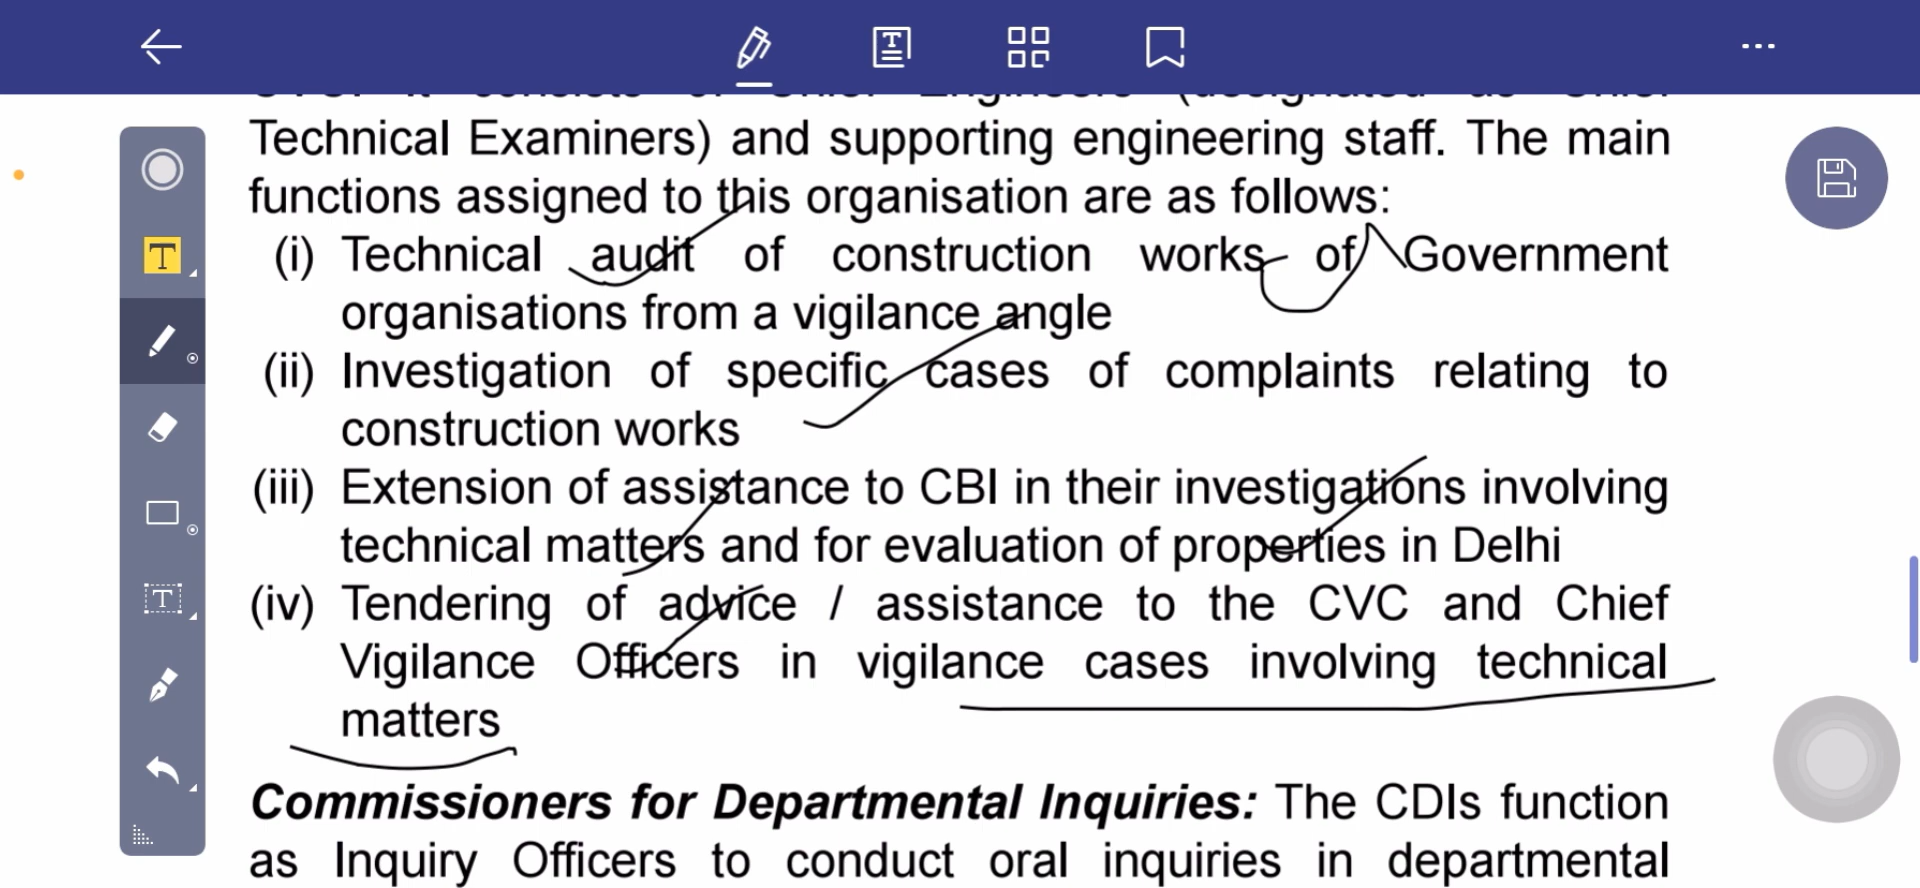 Technical Examiners) and supporting engineering staff. The main
functions assigned to this organisation are as follows:
(i) Technical audit of construction works of Government
organisations from a vigilance angle
(ii) Investigation of specific cases of complaints relating to
construction works
(iii) Extension of assistance to CBI in their investigations involving
technical matters and for evaluation of properties in Delhi
(iv) Tendering of advice / assistance to the CVC and Chief
Vigilance Officers in vigilance cases involving technical
matters
Commissioners for Departmental Inquiries: The CDIs function
as Inquiry Officers to conduct oral inquiries in departmental